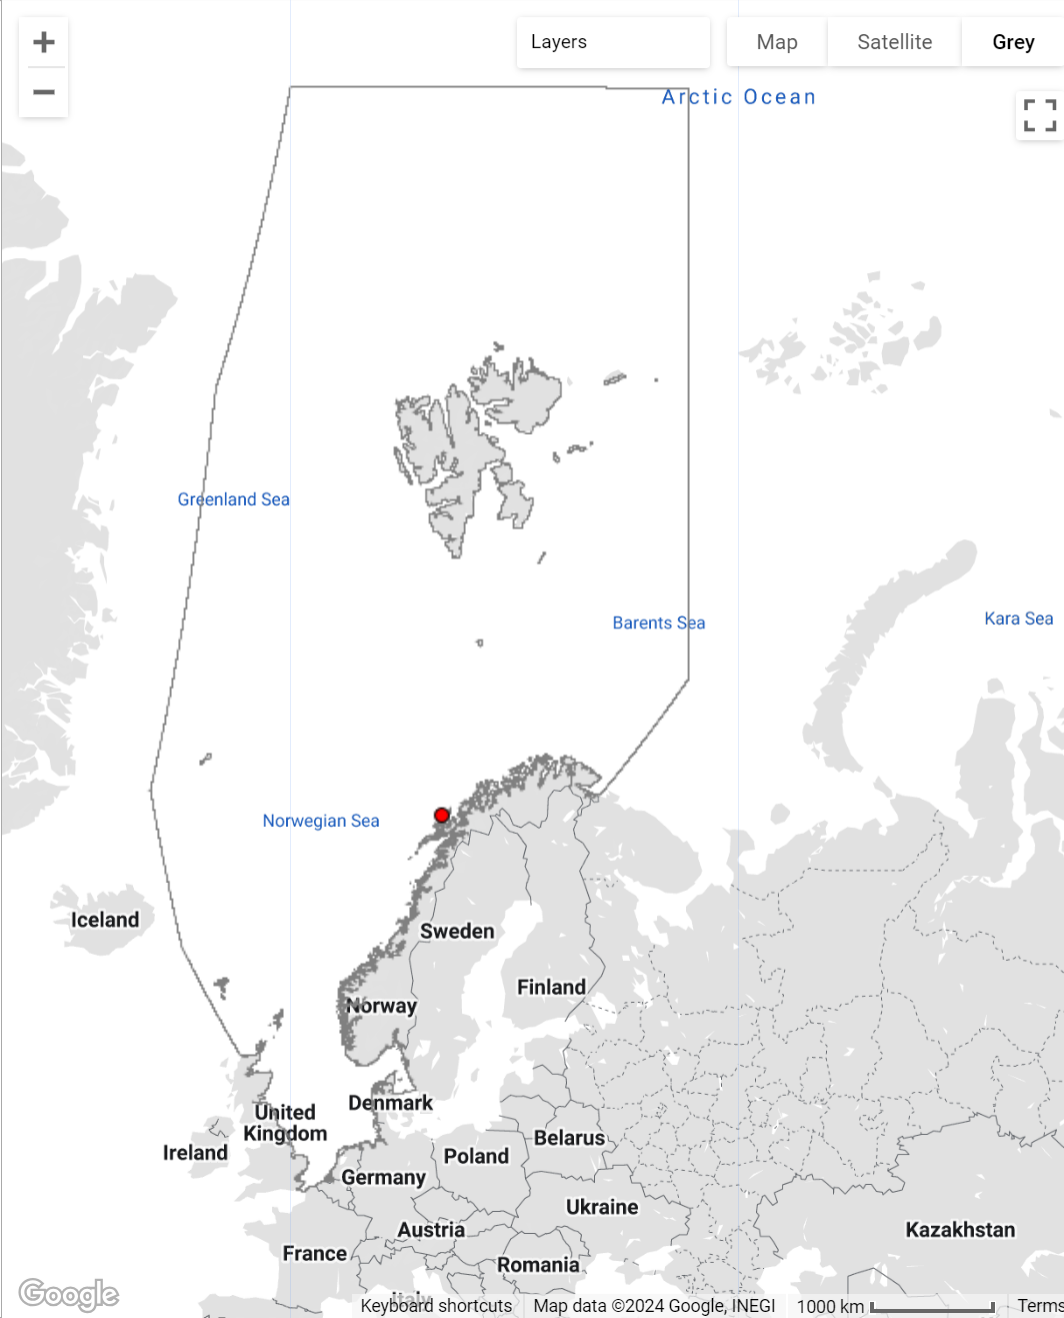 +
Layers
Map
Satellite
Grey
−
Arctic Ocean
Greenland Sea
Barents Sea
Kara Sea
Norwegian Sea
Iceland
Sweden
Finland
Norway
Denmark
United
Kingdom
Ireland
Belarus
Poland
Germany
Ukraine
Austria
Kazakhstan
France
Romania
Italy
Google
Keyboard shortcuts
Map data ©2024 Google, INEGI
1000 km
Terms